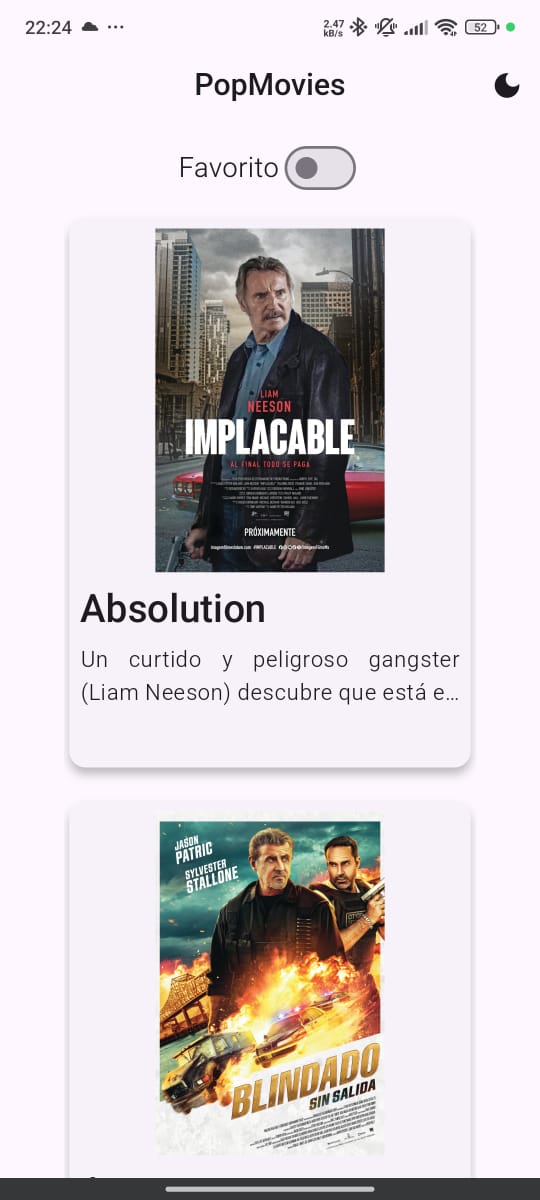 22:24
2.47
kB/s
52
PopMovies
Favorito
LIAM
NEESON
IMPLACABLE
AL FINAL TODO SE PAGA
PRÓXIMAMENTE
#IMPLACABLE
Absolution
Un curtido y peligroso gangster
(Liam Neeson) descubre que está e...
JASON
PATRIC
SYLVESTER
STALLONE
BLINDADO
SIN SALIDA